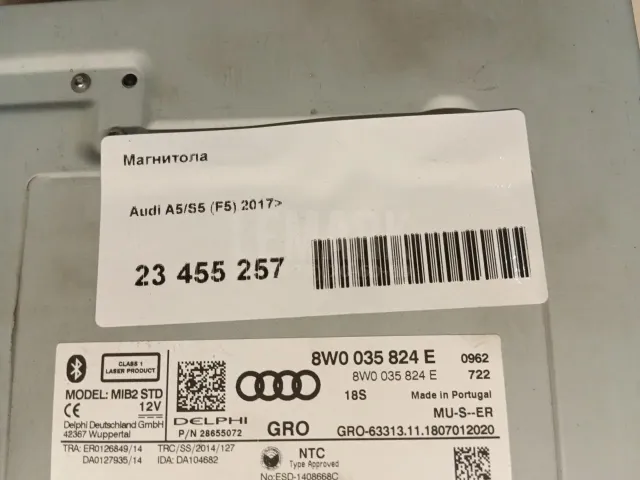 Магнитола
Audi A5/S5 (F5) 2017>
23 455 257
CLASS 1
LASER PRODUCT
MODEL: MIB2 STD
12V
Delphi Deutschland GmbH
42367 Wuppertal
TRA: ER0126849/14
DA0127935/14
DELPHI
P/N 28655072
TRC/SS/2014/127
IDA: DA104682
8W0 035 824 E 0962
8W0 035 824 E 722
18S Made in Portugal
MU-S--ER
GRO GRO-63313.11.1807012020
NTC
Type Approved
No:ESD-1408668C